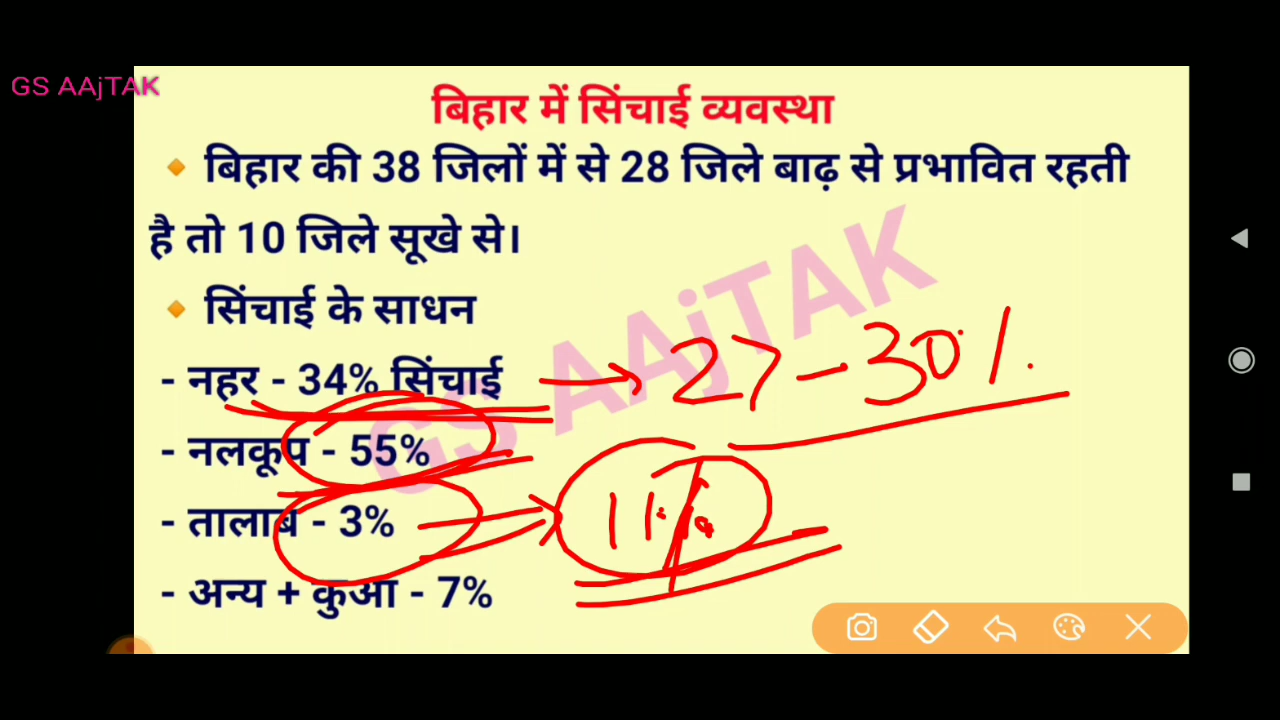 GS AAjTAK
बिहार में सिंचाई व्यवस्था
🔸 बिहार की 38 जिलों में से 28 जिले बाढ़ से प्रभावित रहती
है तो 10 जिले सूखे से।
🔸 सिंचाई के साधन
- नहर - 34% सिंचाई → 27-30%.
- नलकूप - 55%
- तालाब - 3% → 11%
- अन्य + कुआ - 7%
GS AAjTAK